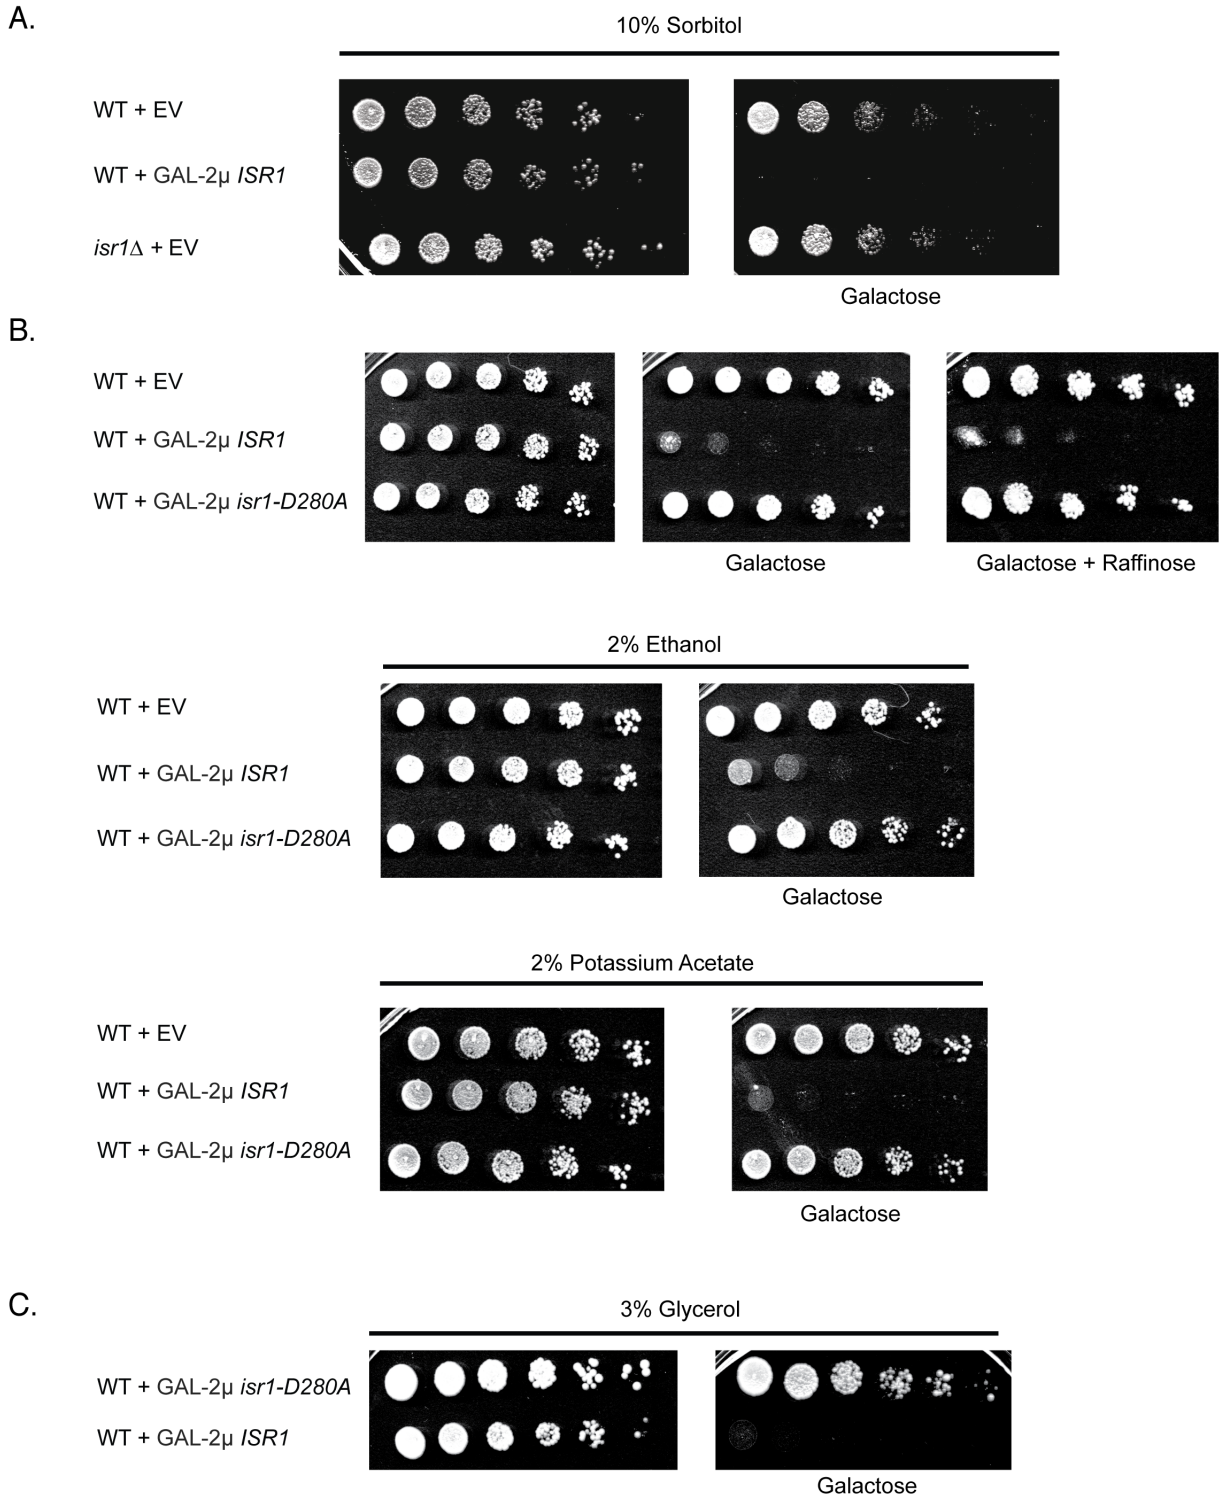 A.
10% Sorbitol
WT + EV
WT + GAL-2µ ISR1
isr1Δ + EV
Galactose
B.
WT + EV
WT + GAL-2µ ISR1
WT + GAL-2µ isr1-D280A
Galactose
Galactose + Raffinose
2% Ethanol
WT + EV
WT + GAL-2µ ISR1
WT + GAL-2µ isr1-D280A
Galactose
2% Potassium Acetate
WT + EV
WT + GAL-2µ ISR1
WT + GAL-2µ isr1-D280A
Galactose
C.
3% Glycerol
WT + GAL-2µ isr1-D280A
WT + GAL-2µ ISR1
Galactose